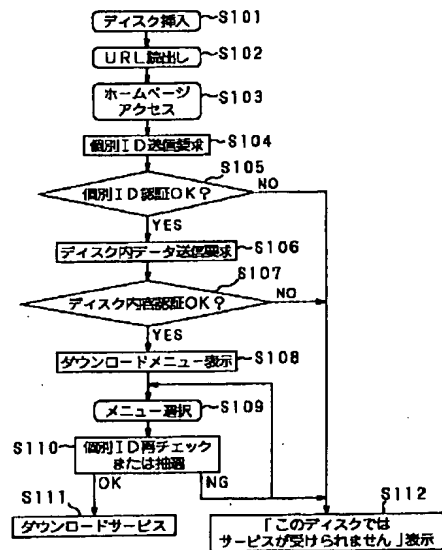 ディスク挿入 S101
URL読出し S102
ホームページ
アクセス S103
個別ID送信要求 S104
S105
個別ID認証OK? NO
YES
ディスク内データ送信要求 S106
S107
ディスク内容認証OK? NO
YES
ダウンロードメニュー表示 S108
メニュー選択 S109
S110 個別ID再チェック
または抽選
OK NG
S111 S112
ダウンロードサービス
「このディスクでは
サービスが受けられません」表示